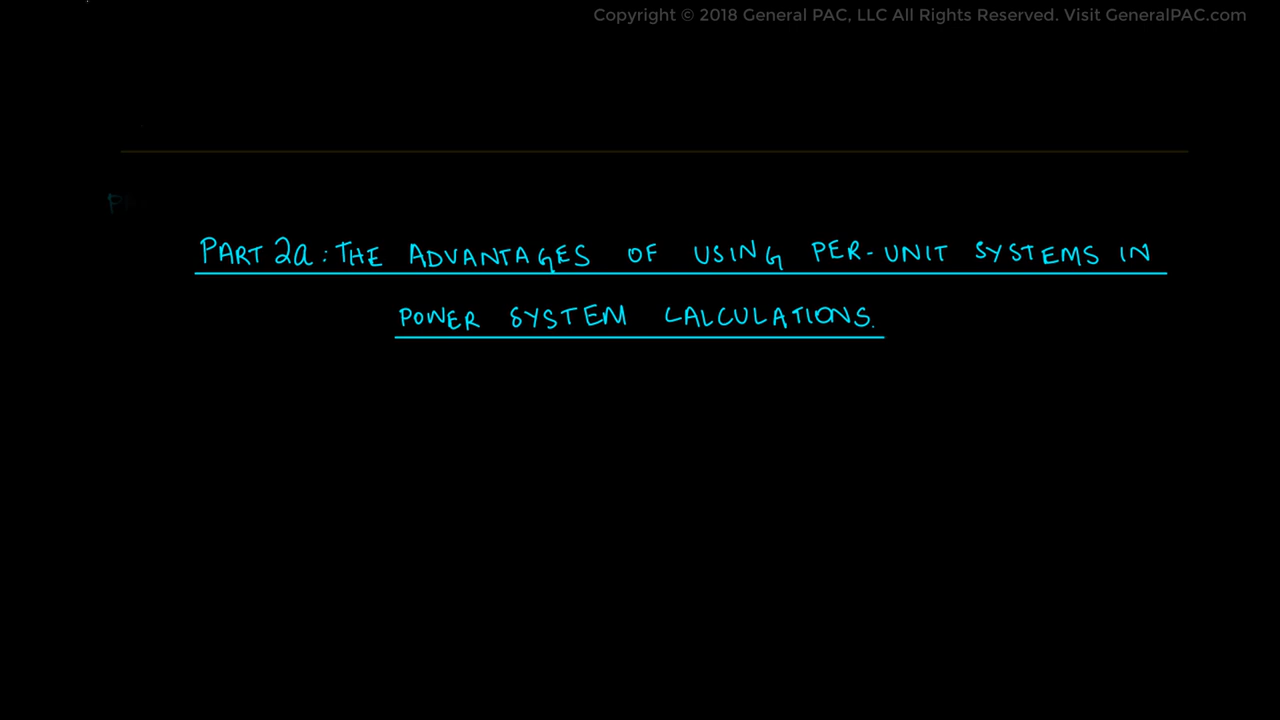 Copyright © 2018 General PAC, LLC All Rights Reserved. Visit GeneralPAC.com
PART 2a: THE ADVANTAGES OF USING PER-UNIT SYSTEMS IN
POWER SYSTEM CALCULATIONS.